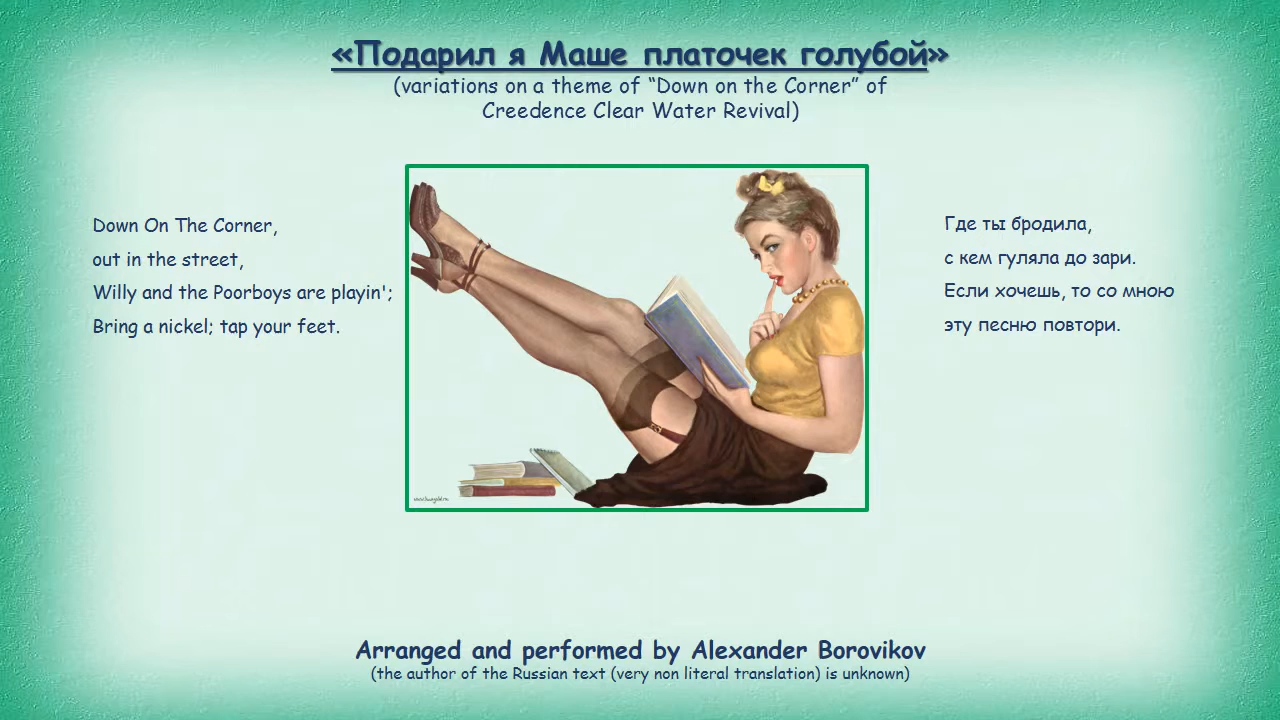 «Подарил я Маше платочек голубой»
(variations on a theme of “Down on the Corner” of
Creedence Clear Water Revival)
Down On The Corner,
out in the street,
Willy and the Poorboys are playin';
Bring a nickel; tap your feet.
Где ты бродила,
с кем гуляла до зари.
Если хочешь, то со мною
эту песню повтори.
Arranged and performed by Alexander Borovikov
(the author of the Russian text (very non literal translation) is unknown)